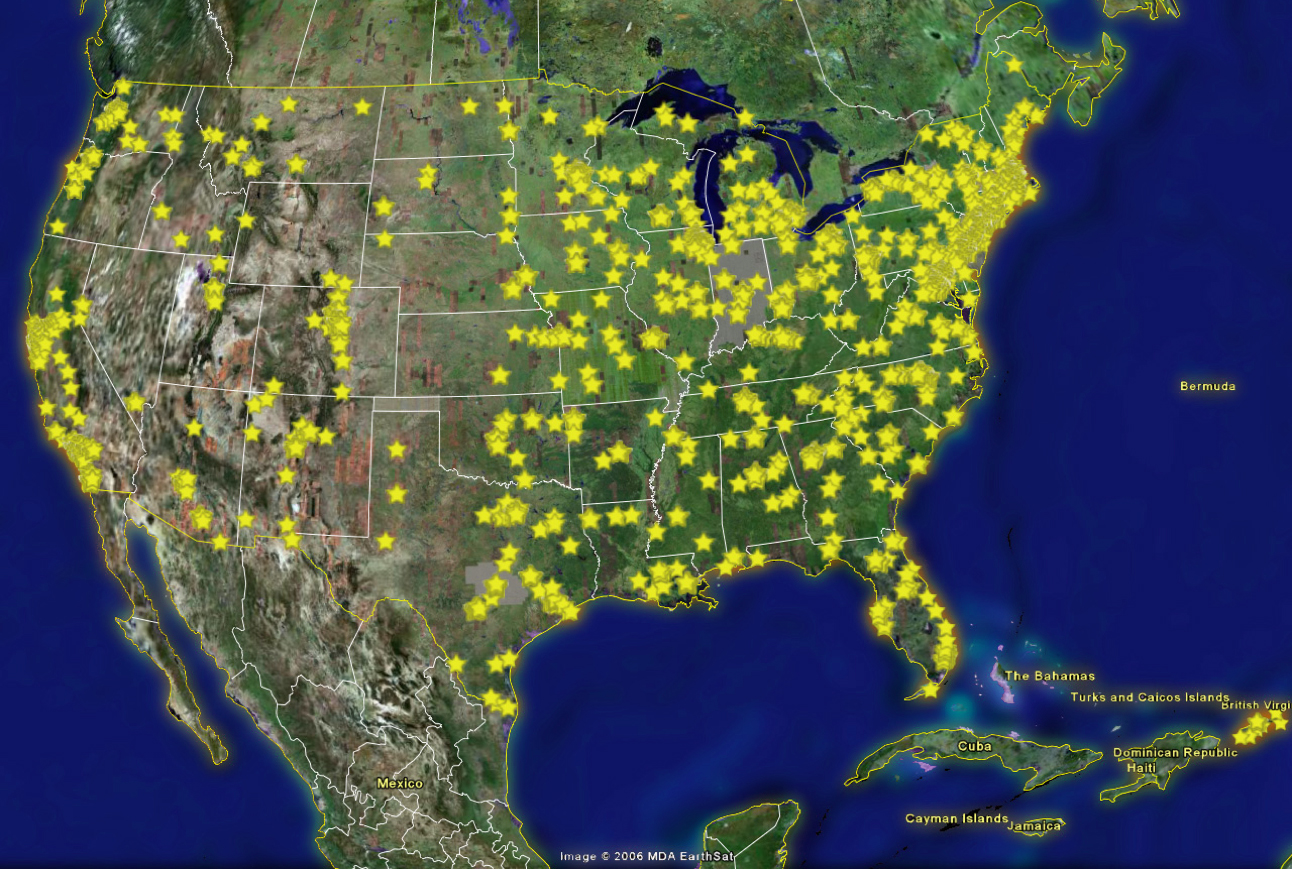 Bermuda
The Bahamas
Turks and Caicos Islands
British Virgi
Cuba
Dominican Republic
Haiti
Mexico
Cayman Islands
Jamaica
Image © 2006 MDA EarthSat